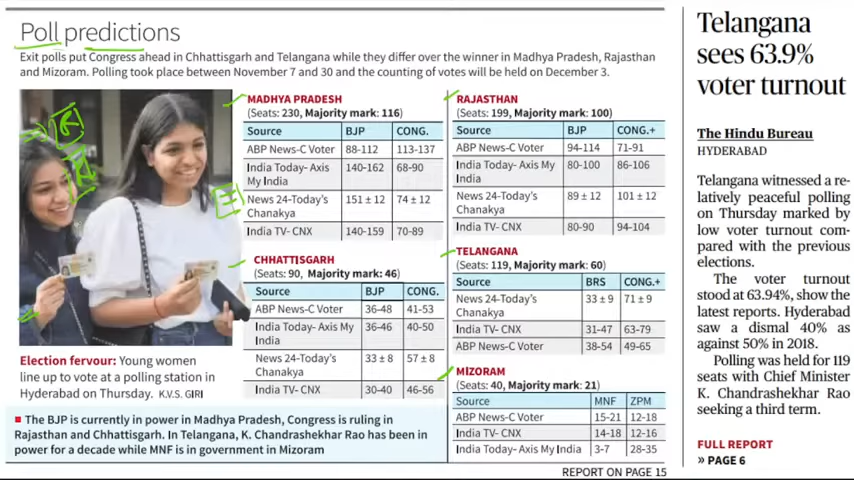 Poll predictions
Exit polls put Congress ahead in Chhattisgarh and Telangana while they differ over the winner in Madhya Pradesh, Rajasthan
and Mizoram. Polling took place between November 7 and 30 and the counting of votes will be held on December 3.
MADHYA PRADESH
(Seats: 230, Majority mark: 116)
Source BJP CONG.
ABP News-C Voter 88-112 113-137
India Today- Axis 140-162 68-90
My India
News 24-Today's 151 ± 12 74 ± 12
Chanakya
India TV- CNX 140-159 70-89
CHHATTISGARH
(Seats: 90, Majority mark: 46)
Source BJP CONG.
ABP News-C Voter 36-48 41-53
India Today- Axis My 36-46 40-50
India
News 24-Today's 33 ± 8 57 ± 8
Chanakya
India TV- CNX 30-40 46-56
RAJASTHAN
(Seats: 199, Majority mark: 100)
Source BJP CONG.+
ABP News-C Voter 94-114 71-91
India Today- Axis My 80-100 86-106
India
News 24-Today's 89 ± 12 101 ± 12
Chanakya
India TV- CNX 80-90 94-104
TELANGANA
(Seats: 119, Majority mark: 60)
Source BRS CONG.+
News 24-Today's 33 ± 9 71 ± 9
Chanakya
India TV- CNX 31-47 63-79
ABP News-C Voter 38-54 49-65
MIZORAM
(Seats: 40, Majority mark: 21)
Source MNF ZPM
ABP News-C Voter 15-21 12-18
India TV- CNX 14-18 12-16
India Today- Axis My India 3-7 28-35
Election fervour: Young women
line up to vote at a polling station in
Hyderabad on Thursday. K.V.S. GIRI
The BJP is currently in power in Madhya Pradesh, Congress is ruling in
Rajasthan and Chhattisgarh. In Telangana, K. Chandrashekhar Rao has been in
power for a decade while MNF is in government in Mizoram
REPORT ON PAGE 15
Telangana
sees 63.9%
voter turnout
The Hindu Bureau
HYDERABAD
Telangana witnessed a re-
latively peaceful polling
on Thursday marked by
low voter turnout com-
pared with the previous
elections.
The voter turnout
stood at 63.94%, show the
latest reports. Hyderabad
saw a dismal 40% as
against 50% in 2018.
Polling was held for 119
seats with Chief Minister
K. Chandrashekhar Rao
seeking a third term.
FULL REPORT
» PAGE 6